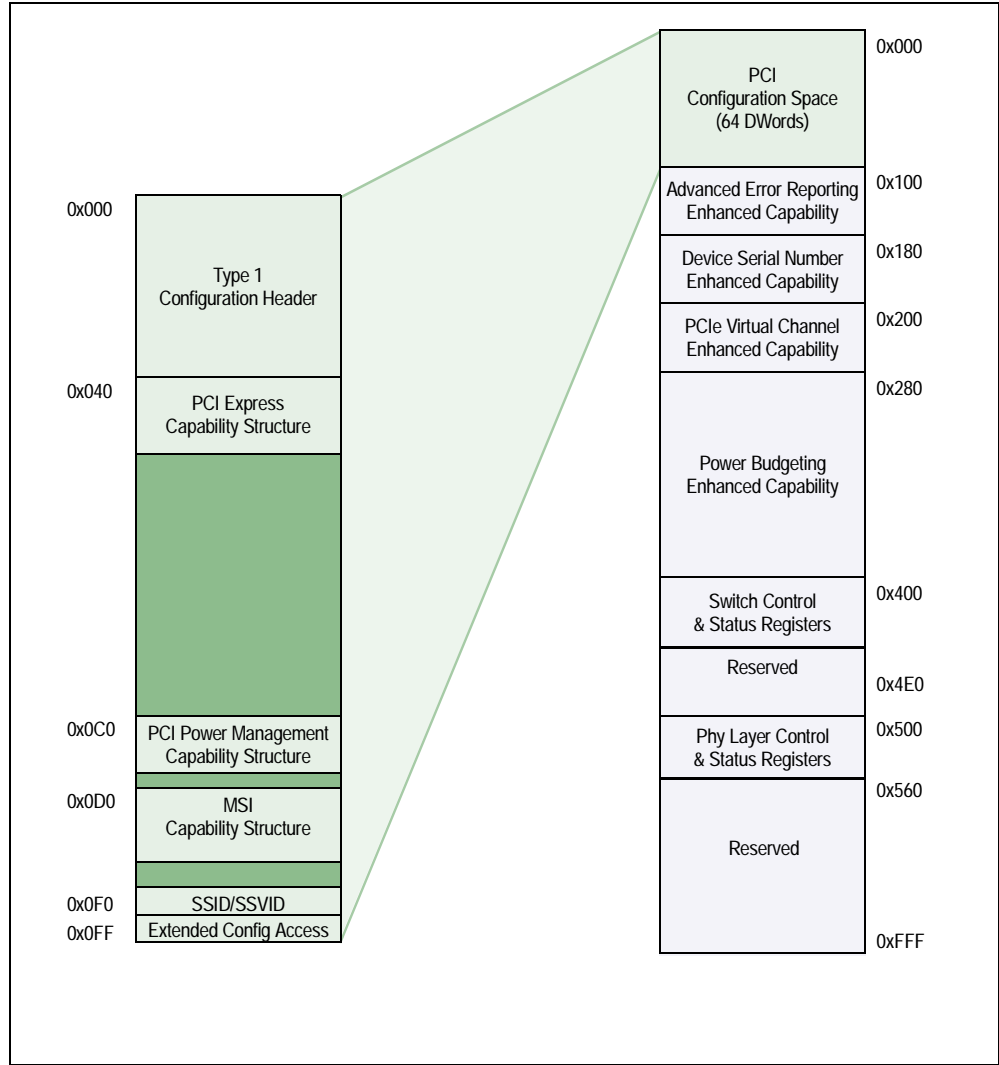 0x000
Type 1
Configuration Header
0x040
PCI Express
Capability Structure
0x0C0
PCI Power Management
Capability Structure
0x0D0
MSI
Capability Structure
0x0F0
SSID/SSVID
0x0FF
Extended Config Access
0x000
PCI
Configuration Space
(64 DWords)
0x100
Advanced Error Reporting
Enhanced Capability
0x180
Device Serial Number
Enhanced Capability
0x200
PCIe Virtual Channel
Enhanced Capability
0x280
Power Budgeting
Enhanced Capability
0x400
Switch Control
& Status Registers
Reserved
0x4E0
0x500
Phy Layer Control
& Status Registers
0x560
Reserved
0xFFF